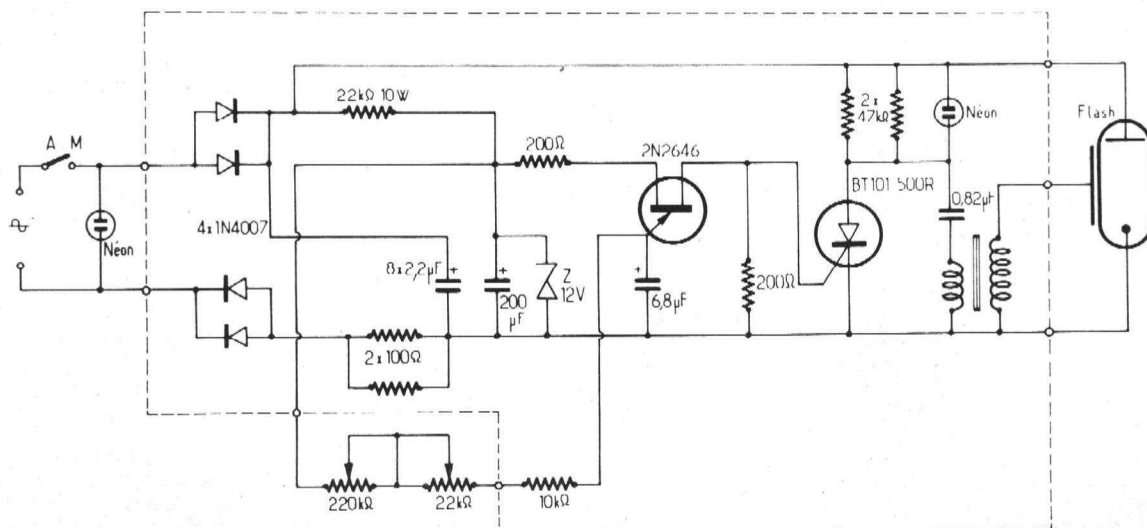 A M
Néon
4x1N4007
22kΩ 10W
8x2,2µF
+
200
µF
+
Z
12V
2x100Ω
200Ω
2N2646
+
6,8µF
200Ω
2x
47kΩ
Néon
BT101 500R
0,82µF
Flash
220kΩ
22kΩ
10kΩ